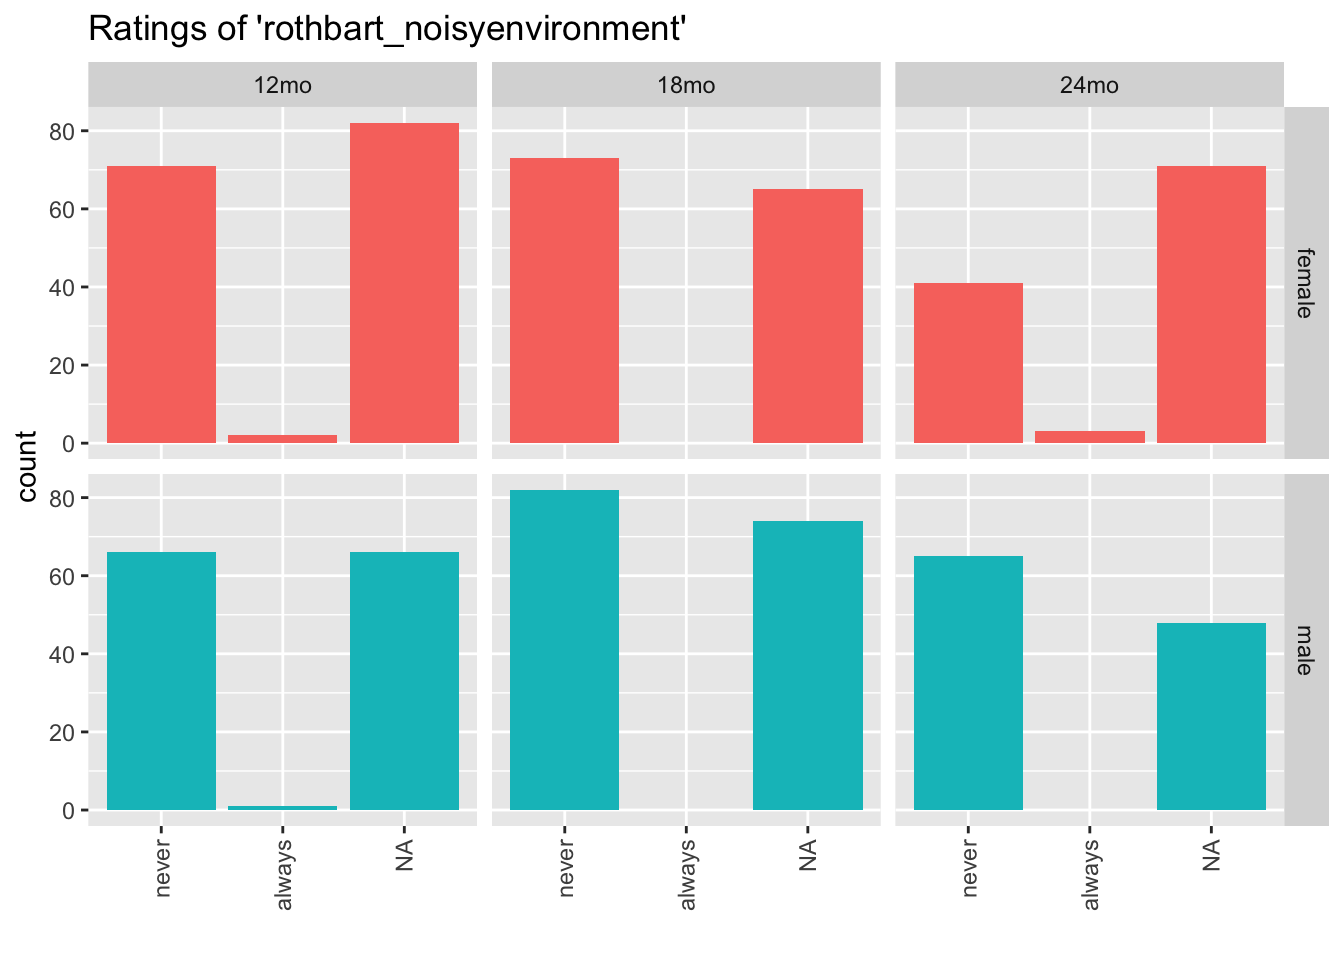 Ratings of 'rothbart_noisyenvironment'
12mo 18mo 24mo
80
60
40
20
0
female
count
80
60
40
20
0
male
never always NA never always NA never always NA